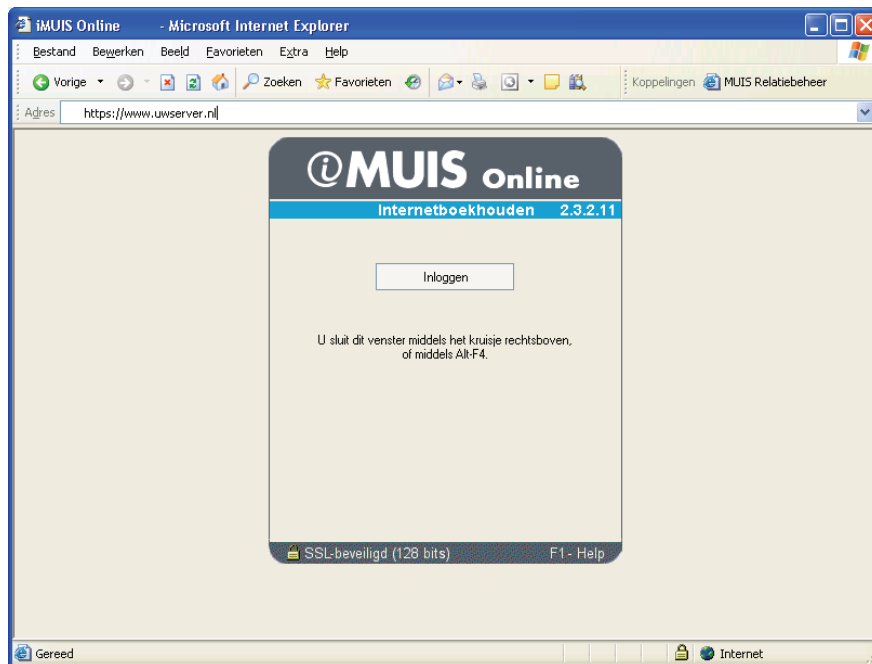 iMUIS Online - Microsoft Internet Explorer
Bestand Bewerken Beeld Favorieten Extra Help
Vorige Zoeken Favorieten Koppelingen MUIS Relatiebeheer
Adres https://www.uwserver.nl
iMUIS Online
Internetboekhouden 2.3.2.11
Inloggen
U sluit dit venster middels het kruisje rechtsboven,
of middels Alt-F4.
SSL-beveiligd (128 bits) F1 - Help
Gereed Internet